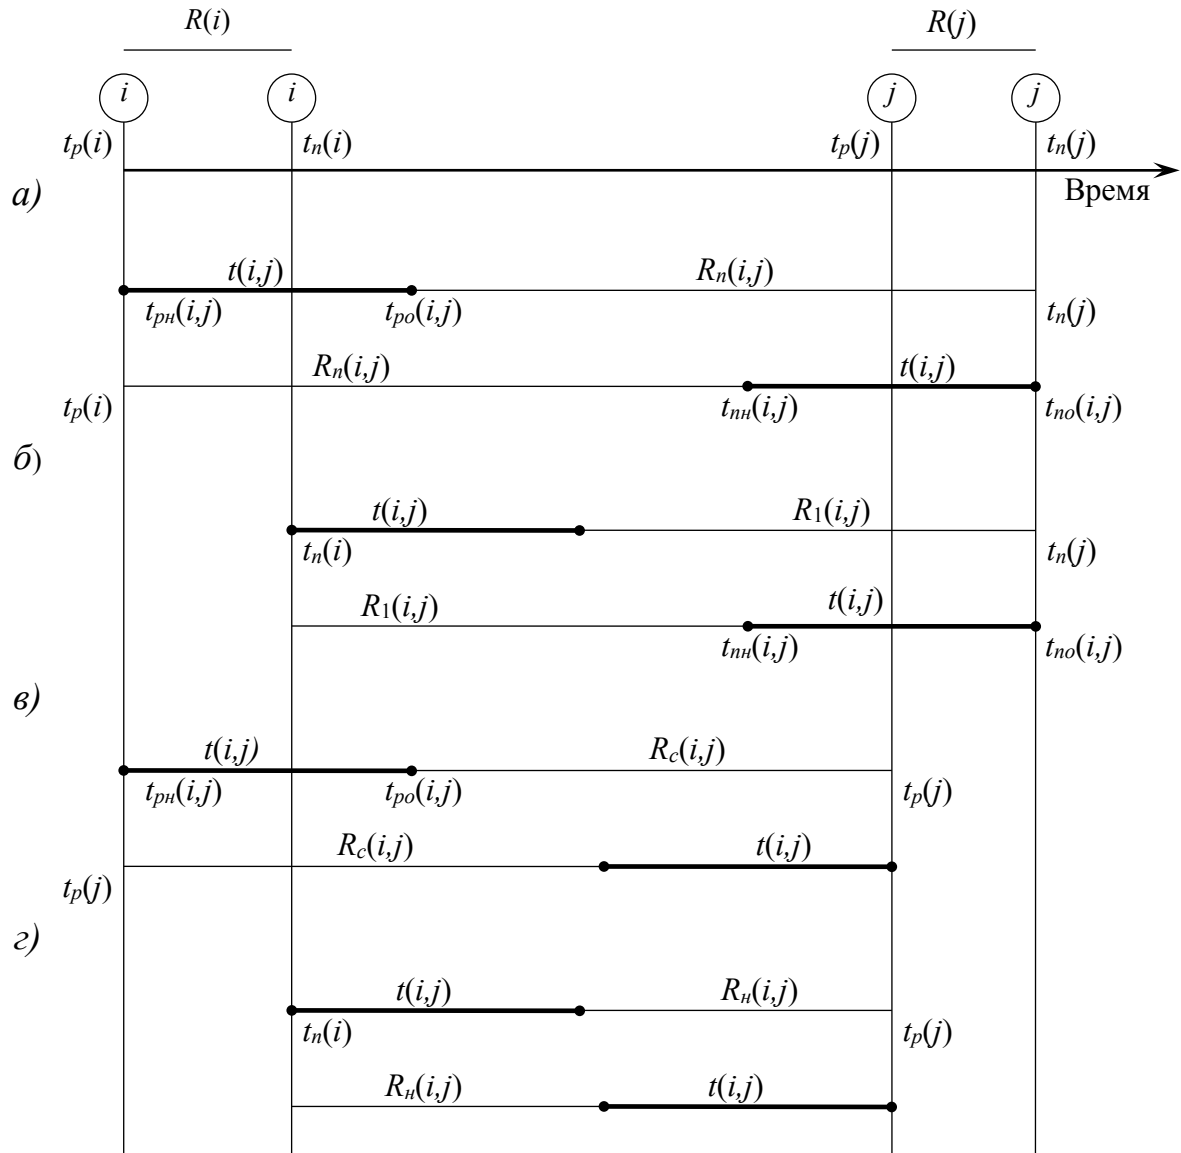 R(i) R(j)
i i j j
tр(i) tп(i) tр(j) tп(j)
Время
а)
t(i,j) Rп(i,j)
tрн(i,j) tро(i,j) tп(j)
Rп(i,j) t(i,j)
tр(i) tпн(i,j) tпо(i,j)
б)
t(i,j) R1(i,j)
tп(i) tп(j)
R1(i,j) t(i,j)
tпн(i,j) tпо(i,j)
в)
t(i,j) Rс(i,j)
tрн(i,j) tро(i,j) tр(j)
Rс(i,j) t(i,j)
tр(j)
г)
t(i,j) Rн(i,j)
tп(i) tр(j)
Rн(i,j) t(i,j)